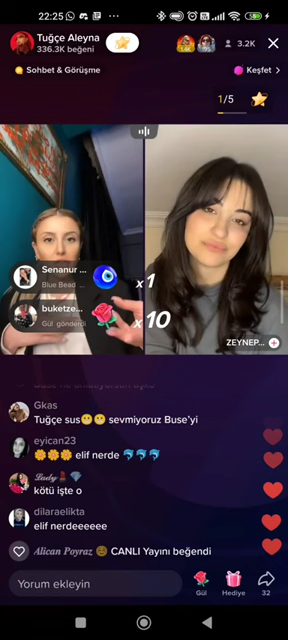 22:25
53
Tuğçe Aleyna
336.3K beğeni
3.2K
Sohbet & Görüşme
Keşfet >
1/5
Senanur ...
Blue Bead ...
x1
buketze...
Gül gönderdi
x10
ZEYNEP...
Gkas
Tuğçe sus😬😬 sevmiyoruz Buse'yi
eyican23
🌼🌼🌼 elif nerde 🐬🐬🐬
Lady💄💎
kötü işte o
dilaraelikta
elif nerdeeeeee
Alican Poyraz CANLI Yayını beğendi
Yorum ekleyin
Gül
Hediye
32